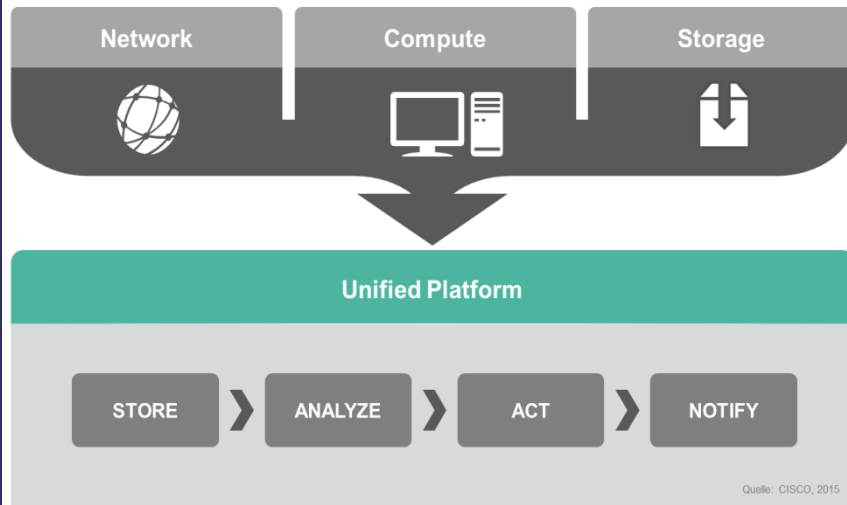 Network
Compute
Storage
Unified Platform
STORE
ANALYZE
ACT
NOTIFY
Quelle: CISCO, 2015